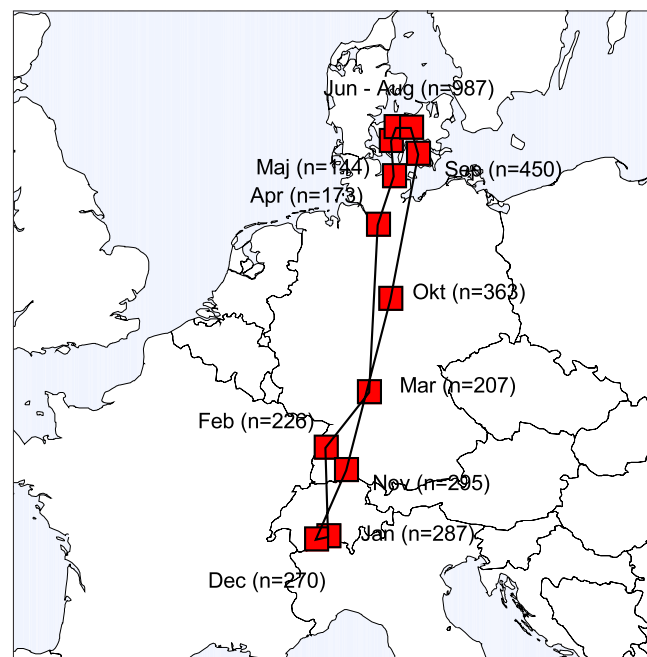 Jun - Aug (n=987)
Maj (n=144)
Sep (n=450)
Apr (n=173)
Okt (n=363)
Mar (n=207)
Feb (n=226)
Nov (n=295)
Jan (n=287)
Dec (n=270)